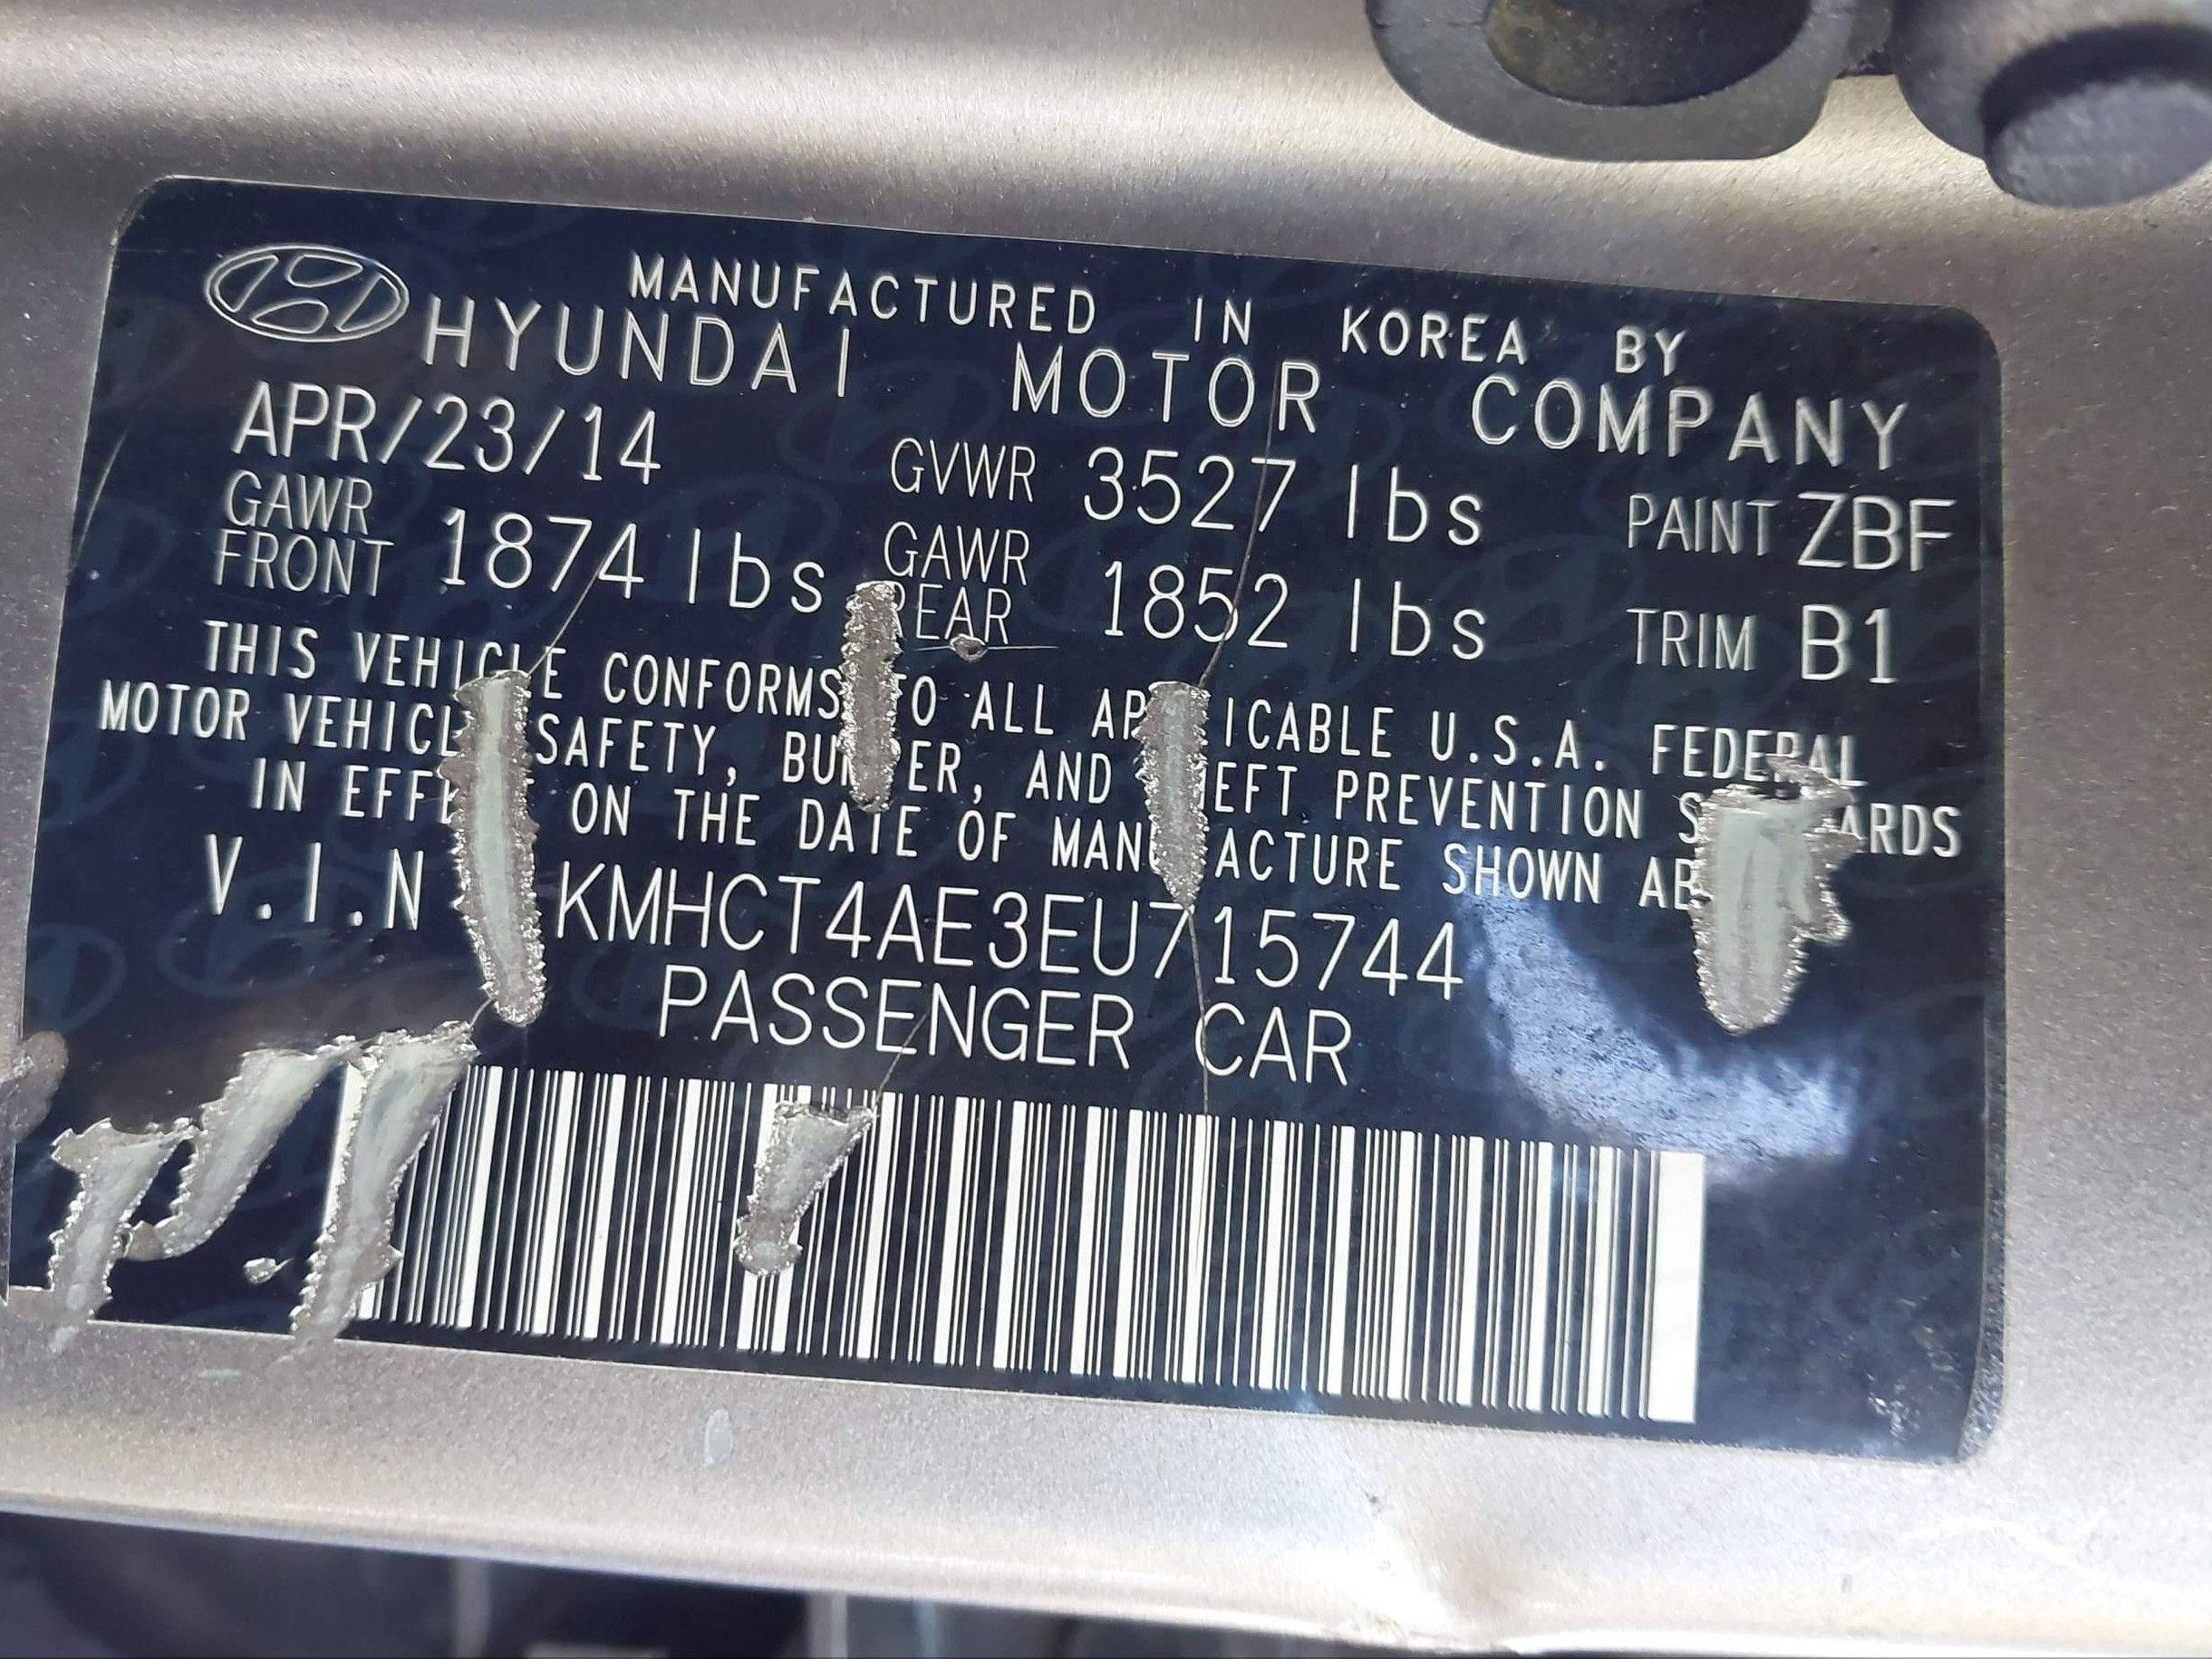 MANUFACTURED IN KOREA BY
HYUNDAI MOTOR COMPANY
APR/23/14 GVWR 3527 lbs PAINT ZBF
GAWR FRONT 1874 lbs GAWR REAR 1852 lbs TRIM B1
THIS VEHICLE CONFORMS TO ALL APPLICABLE U.S.A. FEDERAL
MOTOR VEHICLE SAFETY, BUMPER, AND THEFT PREVENTION STANDARDS
IN EFFECT ON THE DATE OF MANUFACTURE SHOWN ABOVE
V.I.N KMHCT4AE3EU715744
PASSENGER CAR